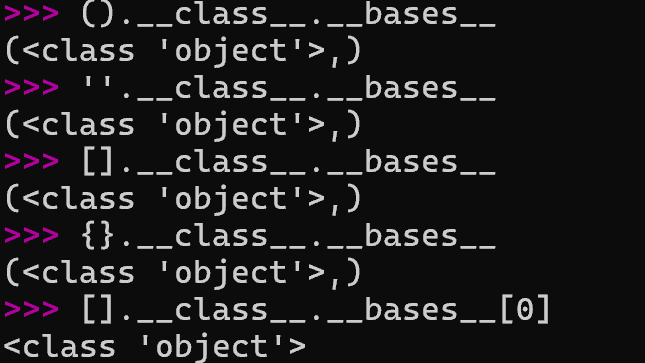 >>> ().__class__.__bases__
(<class 'object'>,)
>>> ''.__class__.__bases__
(<class 'object'>,)
>>> [].__class__.__bases__
(<class 'object'>,)
>>> {}.__class__.__bases__
(<class 'object'>,)
>>> [].__class__.__bases__[0]
<class 'object'>